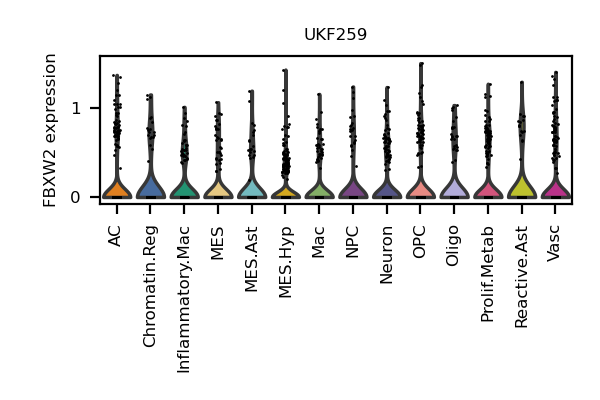 UKF259
FBXW2 expression
1
0
AC
Chromatin.Reg
Inflammatory.Mac
MES
MES.Ast
MES.Hyp
Mac
NPC
Neuron
OPC
Oligo
Prolif.Metab
Reactive.Ast
Vasc